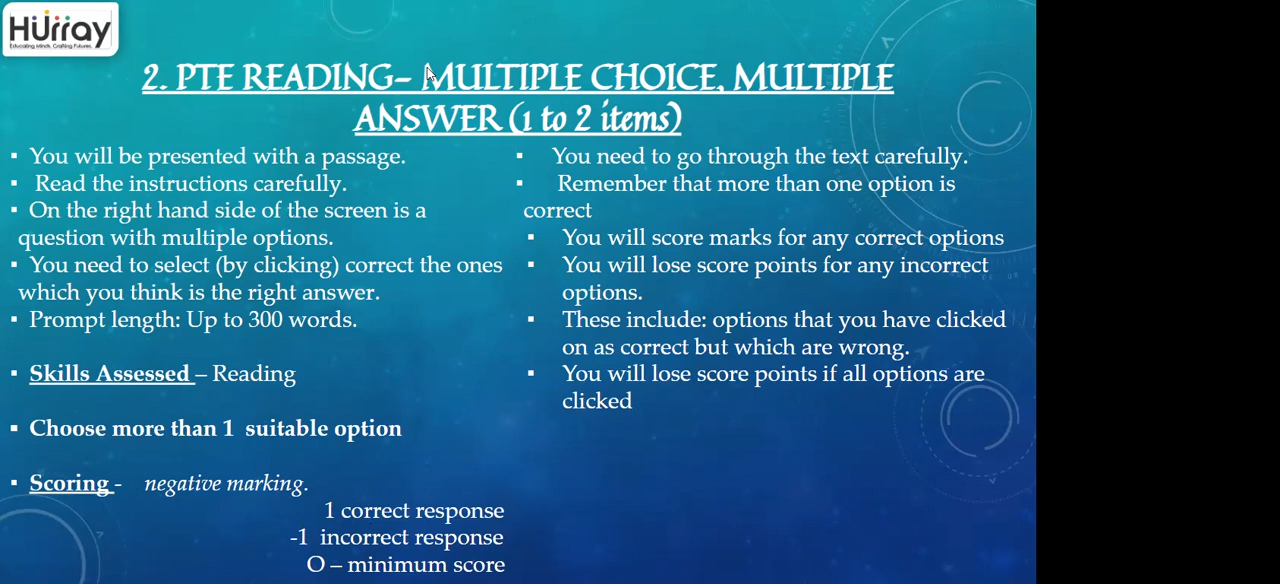 Hurray
Educating Minds. Crafting Futures.
2. PTE READING– MULTIPLE CHOICE, MULTIPLE
ANSWER (1 to 2 items)
▪ You will be presented with a passage.
▪ Read the instructions carefully.
▪ On the right hand side of the screen is a
question with multiple options.
▪ You need to select (by clicking) correct the ones
which you think is the right answer.
▪ Prompt length: Up to 300 words.
▪ Skills Assessed – Reading
▪ Choose more than 1 suitable option
▪ Scoring - negative marking.
1 correct response
-1 incorrect response
O – minimum score
▪ You need to go through the text carefully.
▪ Remember that more than one option is
correct
▪ You will score marks for any correct options
▪ You will lose score points for any incorrect
options.
▪ These include: options that you have clicked
on as correct but which are wrong.
▪ You will lose score points if all options are
clicked